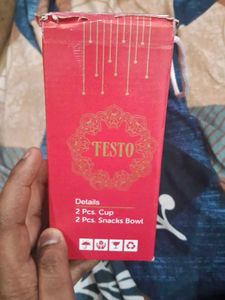 TESTO
Details
2 Pcs. Cup
2 Pcs. Snacks Bowl